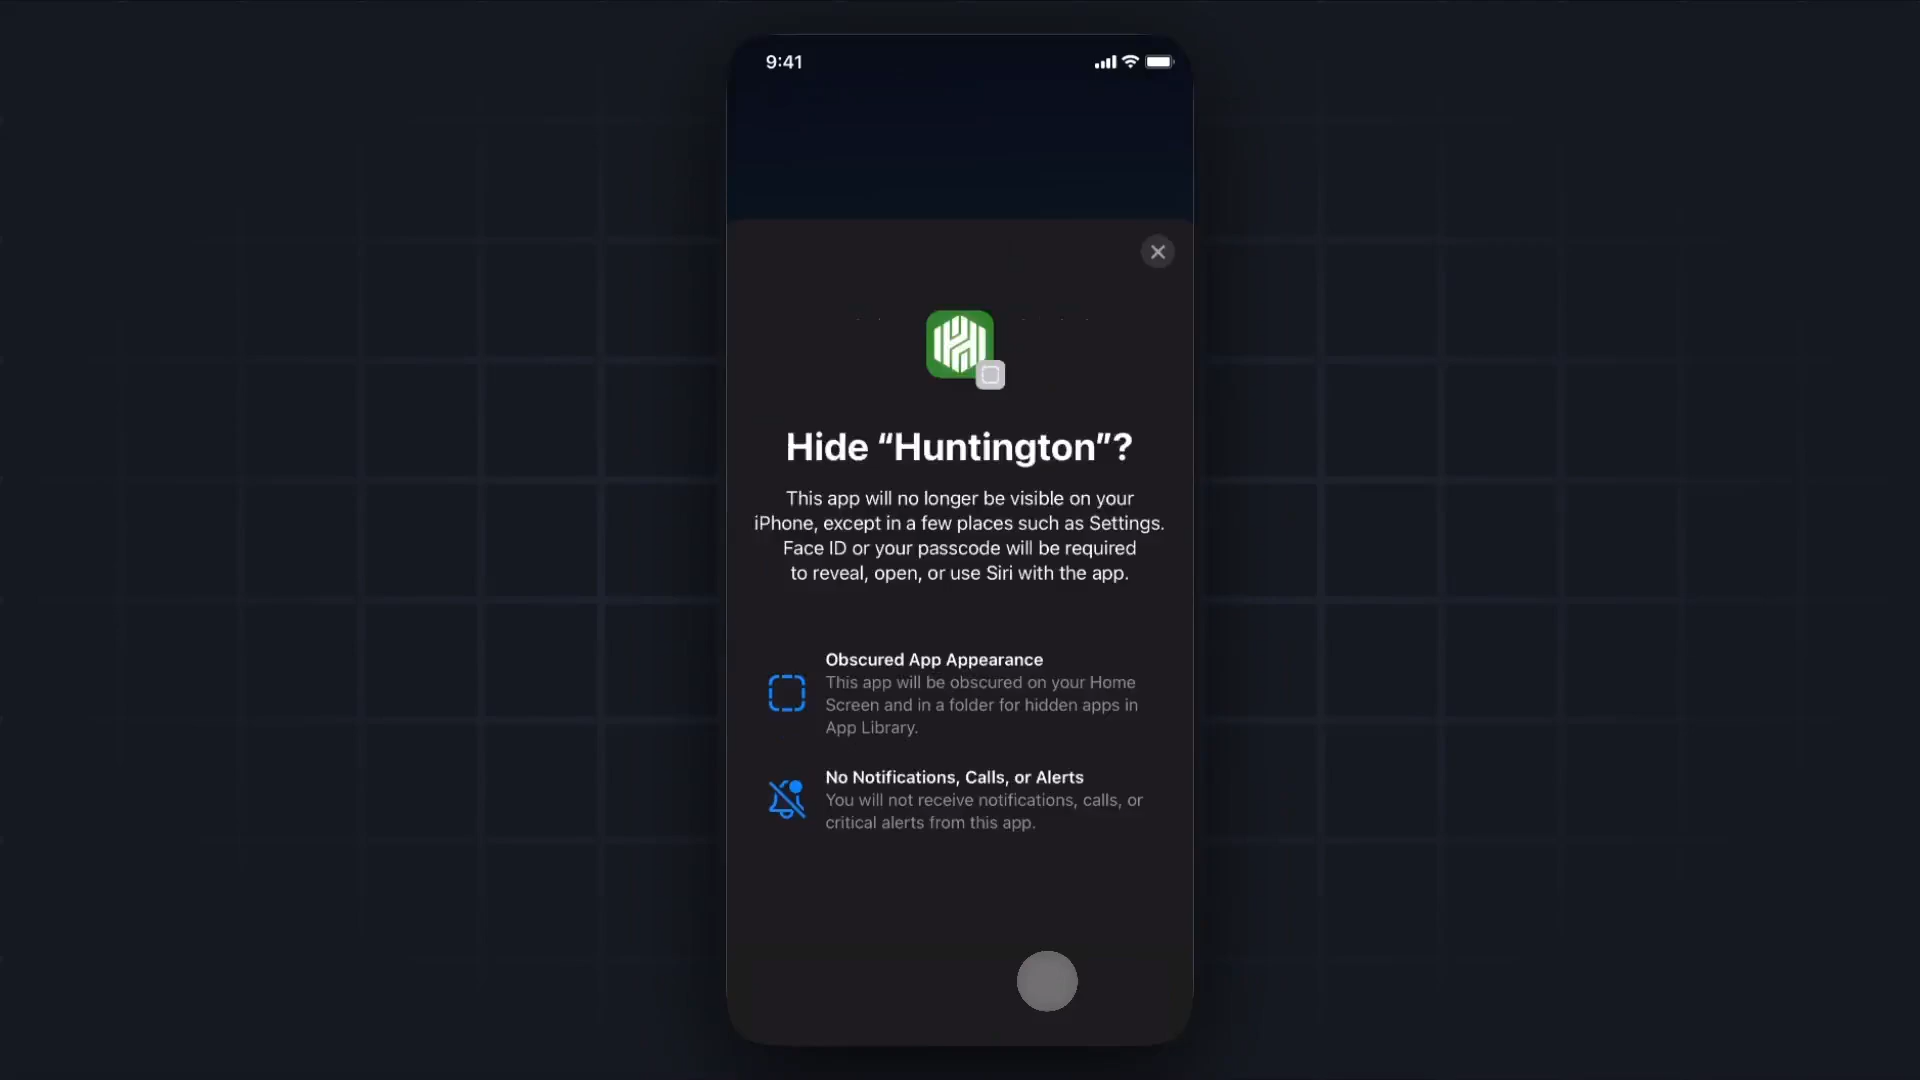 9:41
Hide “Huntington”?
This app will no longer be visible on your
iPhone, except in a few places such as Settings.
Face ID or your passcode will be required
to reveal, open, or use Siri with the app.
Obscured App Appearance
This app will be obscured on your Home
Screen and in a folder for hidden apps in
App Library.
No Notifications, Calls, or Alerts
You will not receive notifications, calls, or
critical alerts from this app.